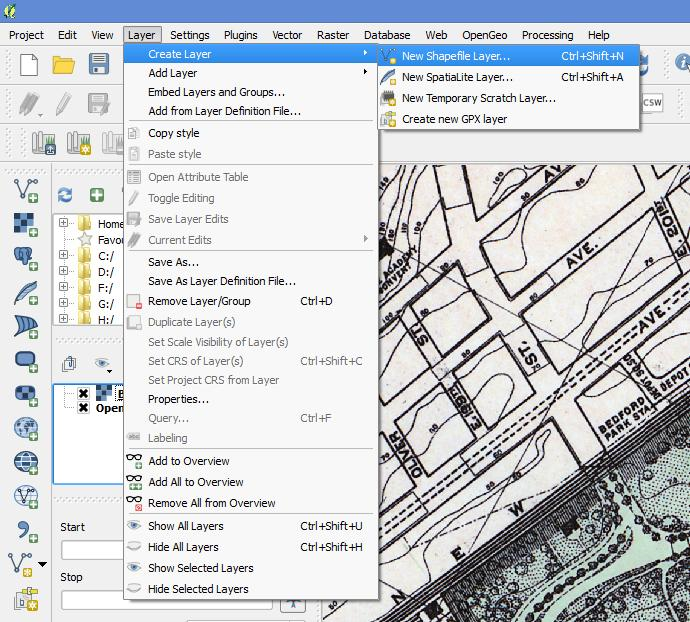 Project Edit View Layer Settings Plugins Vector Raster Database Web OpenGeo Processing Help
Create Layer
Add Layer
Embed Layers and Groups...
Add from Layer Definition File...
Copy style
Paste style
Open Attribute Table
Toggle Editing
Save Layer Edits
Current Edits
Save As...
Save As Layer Definition File...
Remove Layer/Group Ctrl+D
Duplicate Layer(s)
Set Scale Visibility of Layer(s)
Set CRS of Layer(s) Ctrl+Shift+C
Set Project CRS from Layer
Properties...
Query... Ctrl+F
Labeling
Add to Overview
Add All to Overview
Remove All from Overview
Show All Layers Ctrl+Shift+U
Hide All Layers Ctrl+Shift+H
Show Selected Layers
Hide Selected Layers
New Shapefile Layer... Ctrl+Shift+N
New SpatiaLite Layer... Ctrl+Shift+A
New Temporary Scratch Layer...
Create new GPX layer
CSW
Home
Favou
C:/
D:/
F:/
G:/
H:/
Open
Start
Stop
abc
ACADEMY
CONVENT
AVE.
AVE.
ST.
ST.
OLIVER
BEDFORD
PARK STA.
DEPOT
N E W